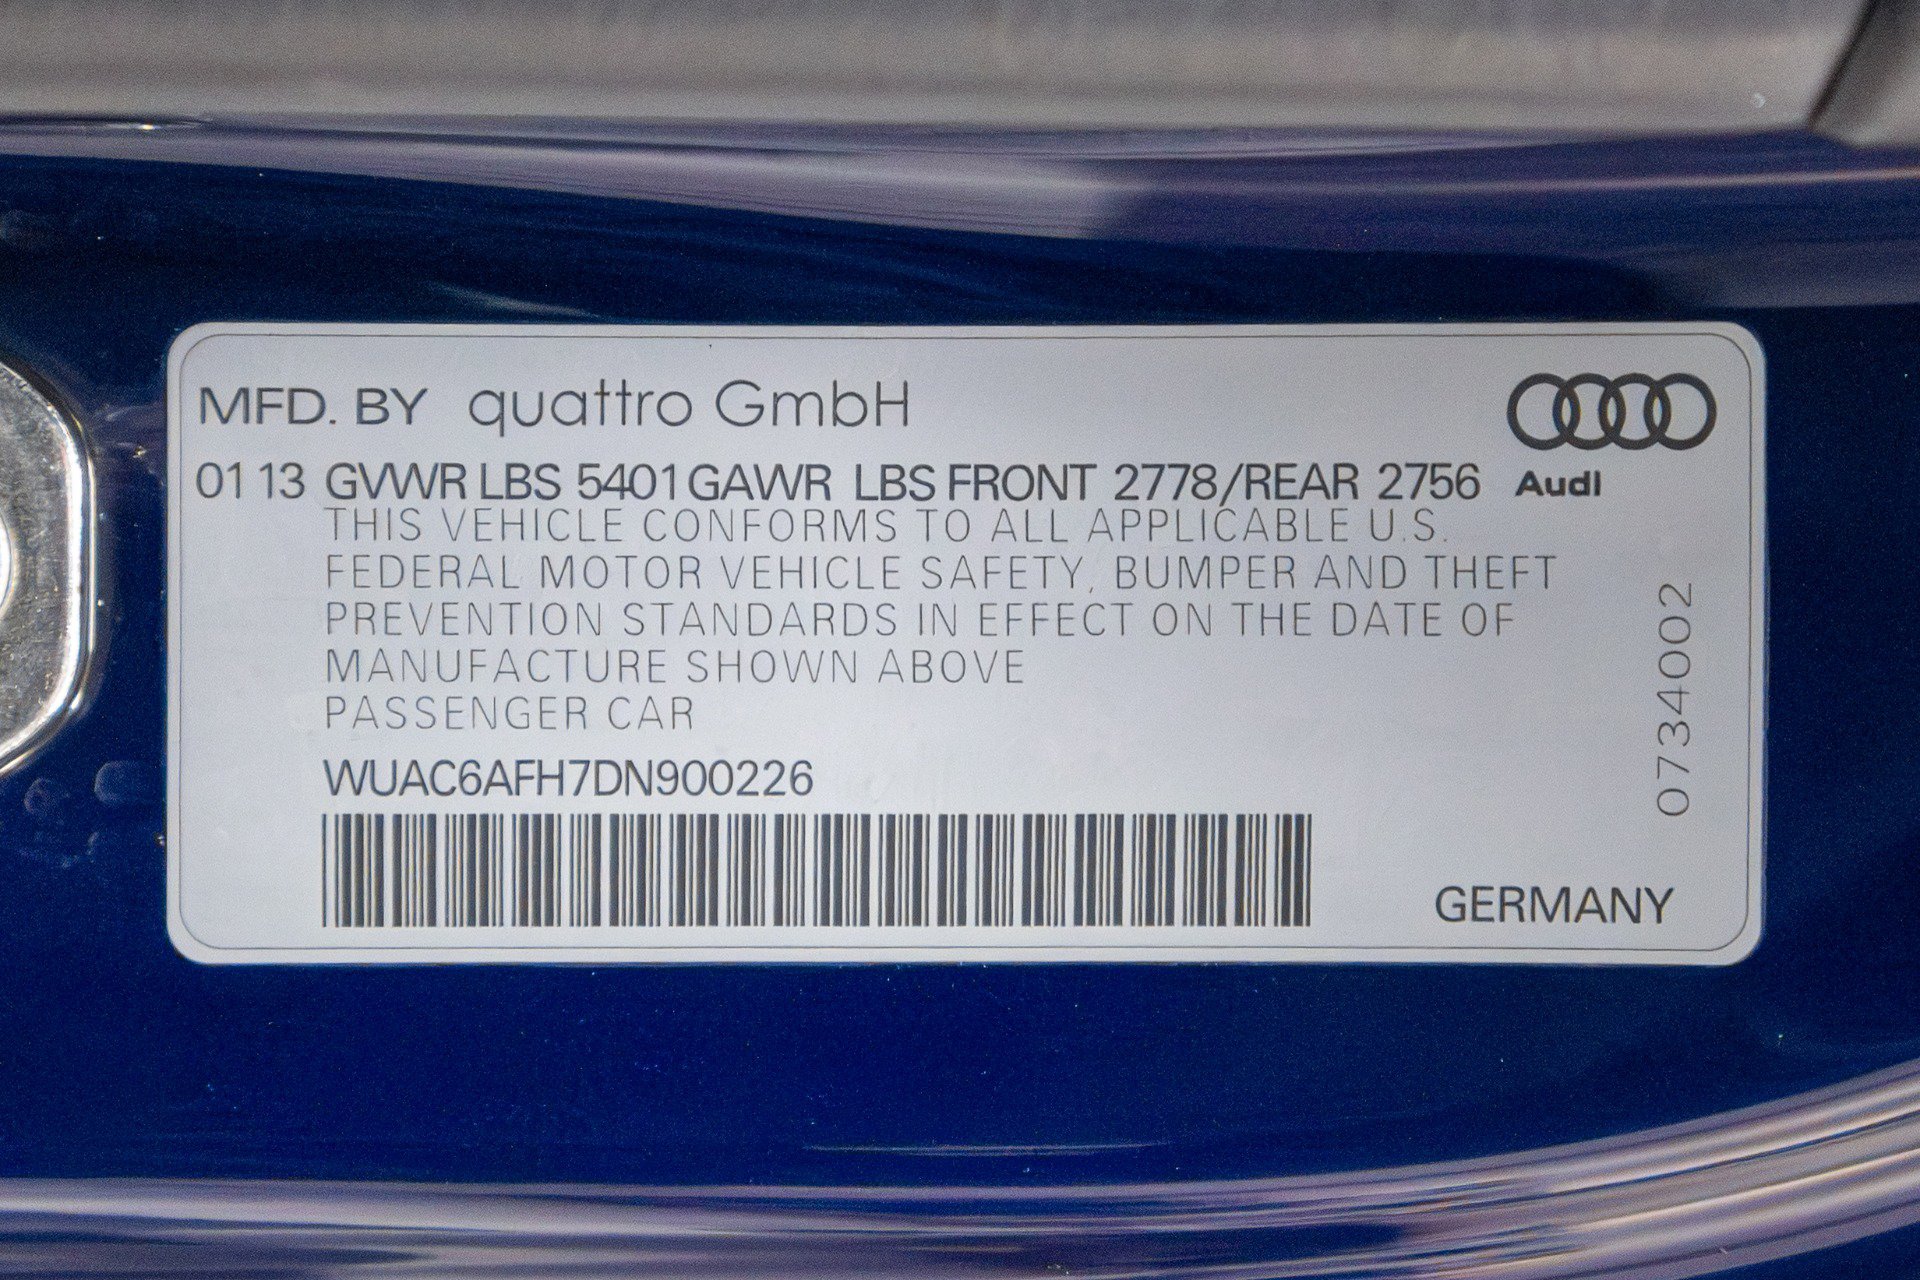 MFD. BY quattro GmbH
01 13 GVWR LBS 5401 GAWR LBS FRONT 2778/REAR 2756
Audi
THIS VEHICLE CONFORMS TO ALL APPLICABLE U.S.
FEDERAL MOTOR VEHICLE SAFETY, BUMPER AND THEFT
PREVENTION STANDARDS IN EFFECT ON THE DATE OF
MANUFACTURE SHOWN ABOVE
PASSENGER CAR
WUAC6AFH7DN900226
GERMANY
0734002